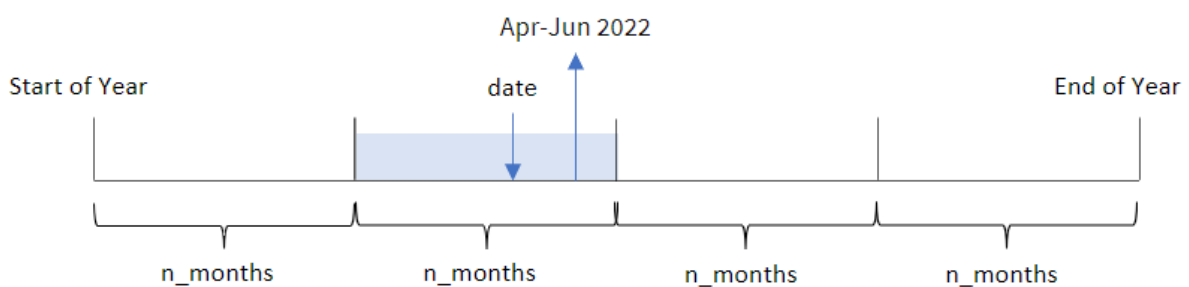 Apr-Jun 2022
Start of Year
date
End of Year
n_months
n_months
n_months
n_months